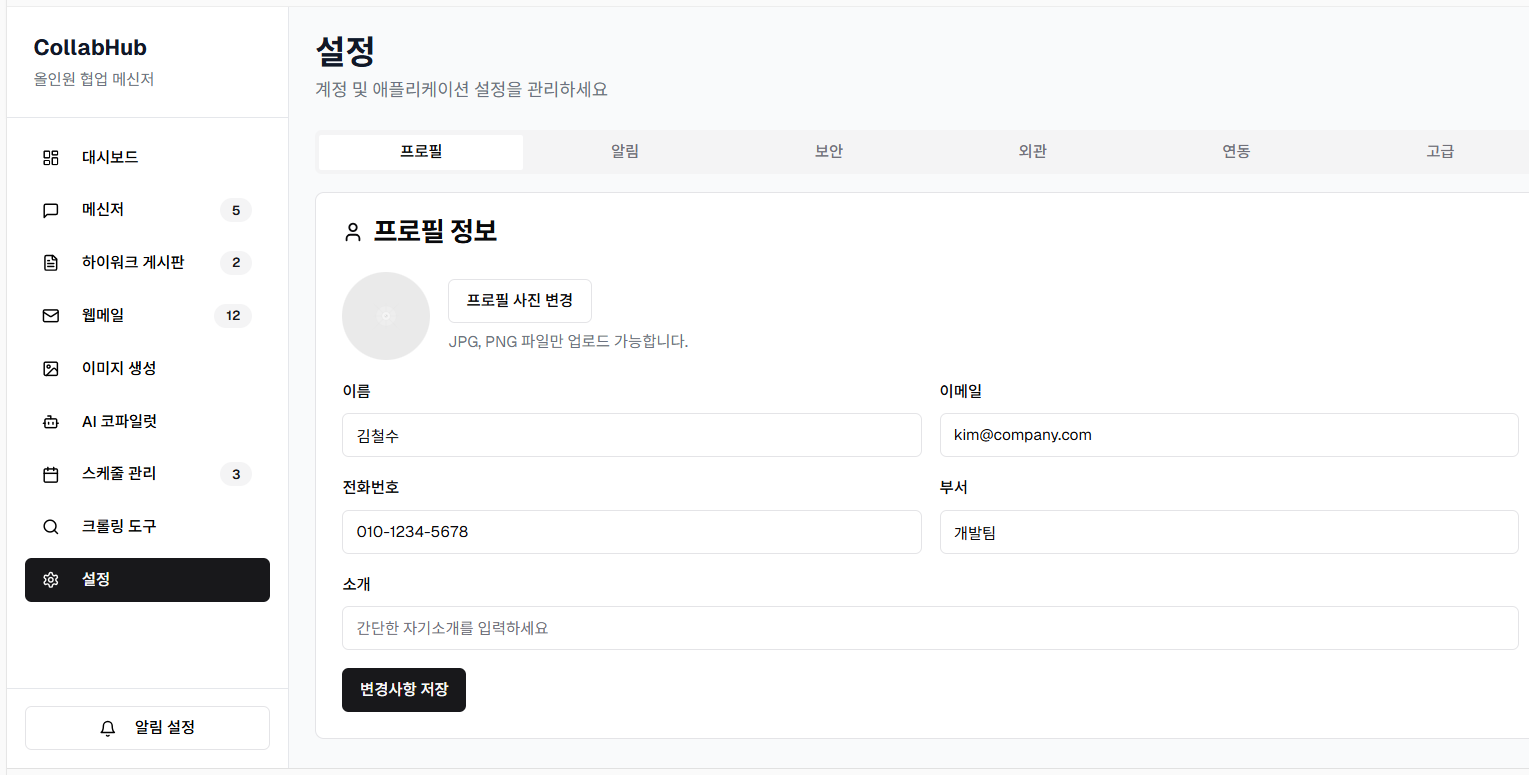 CollabHub
올인원 협업 메신저
대시보드
메신저 5
하이워크 게시판 2
웹메일 12
이미지 생성
AI 코파일럿
스케줄 관리 3
크롤링 도구
설정
알림 설정
설정
계정 및 애플리케이션 설정을 관리하세요
프로필 알림 보안 외관 연동 고급
프로필 정보
프로필 사진 변경
JPG, PNG 파일만 업로드 가능합니다.
이름 이메일
김철수 kim@company.com
전화번호 부서
010-1234-5678 개발팀
소개
간단한 자기소개를 입력하세요
변경사항 저장